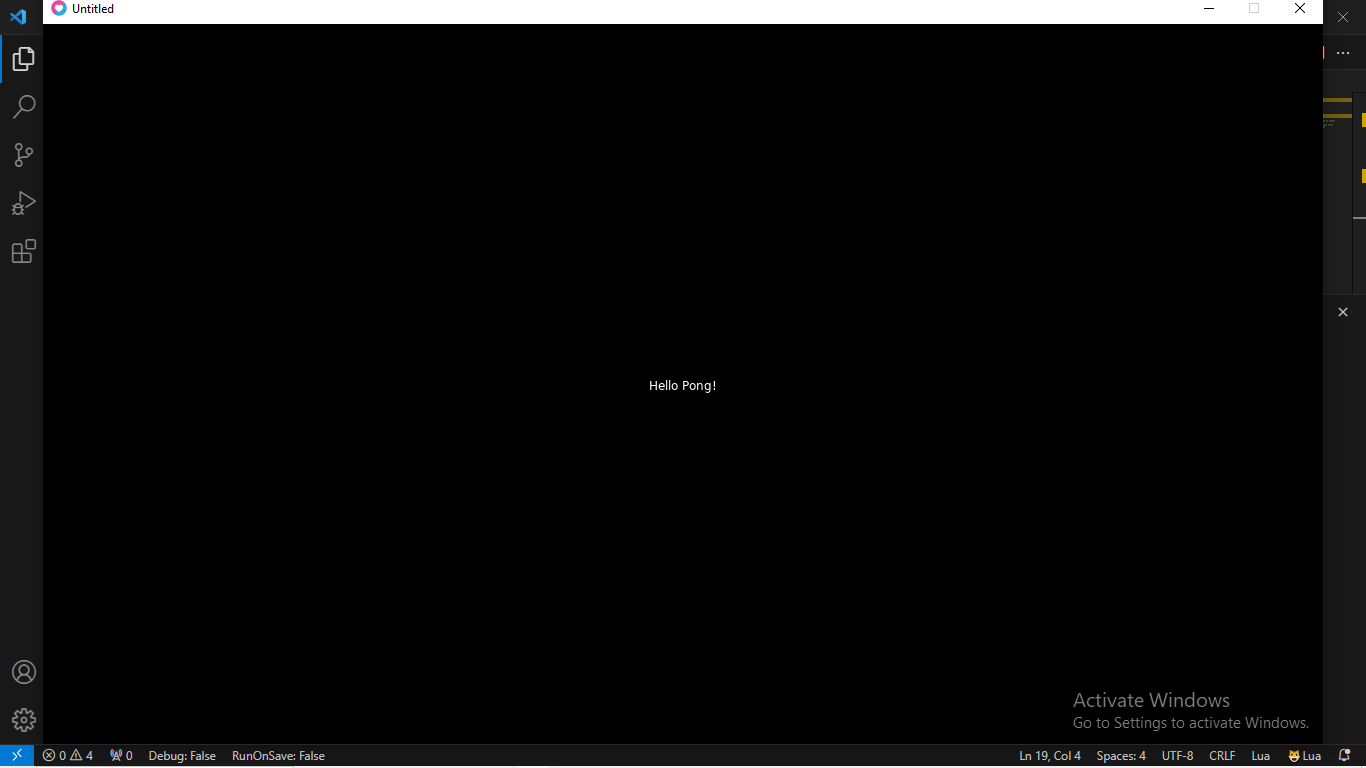 Untitled
Hello Pong!
Activate Windows
Go to Settings to activate Windows.
0 4 0 Debug: False RunOnSave: False Ln 19, Col 4 Spaces: 4 UTF-8 CRLF Lua Lua